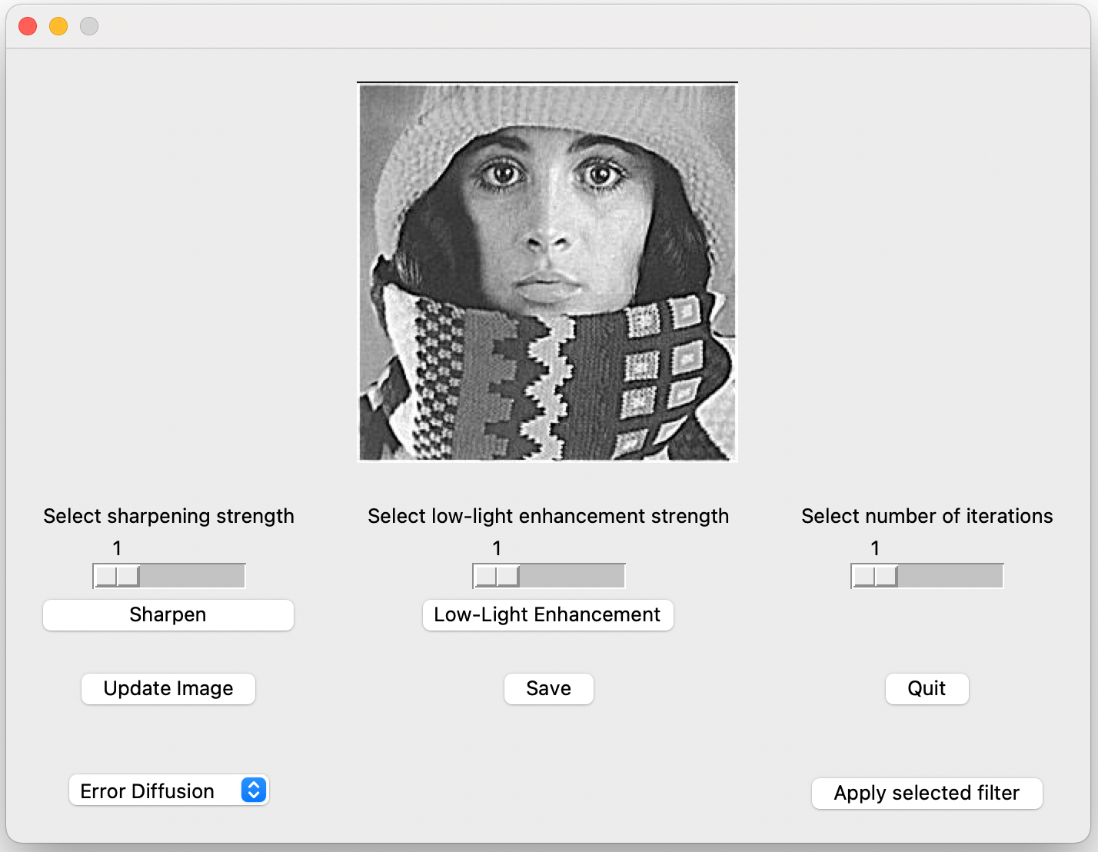 Select sharpening strength
Select low-light enhancement strength
Select number of iterations
1
1
1
Sharpen
Low-Light Enhancement
Update Image
Save
Quit
Error Diffusion
Apply selected filter